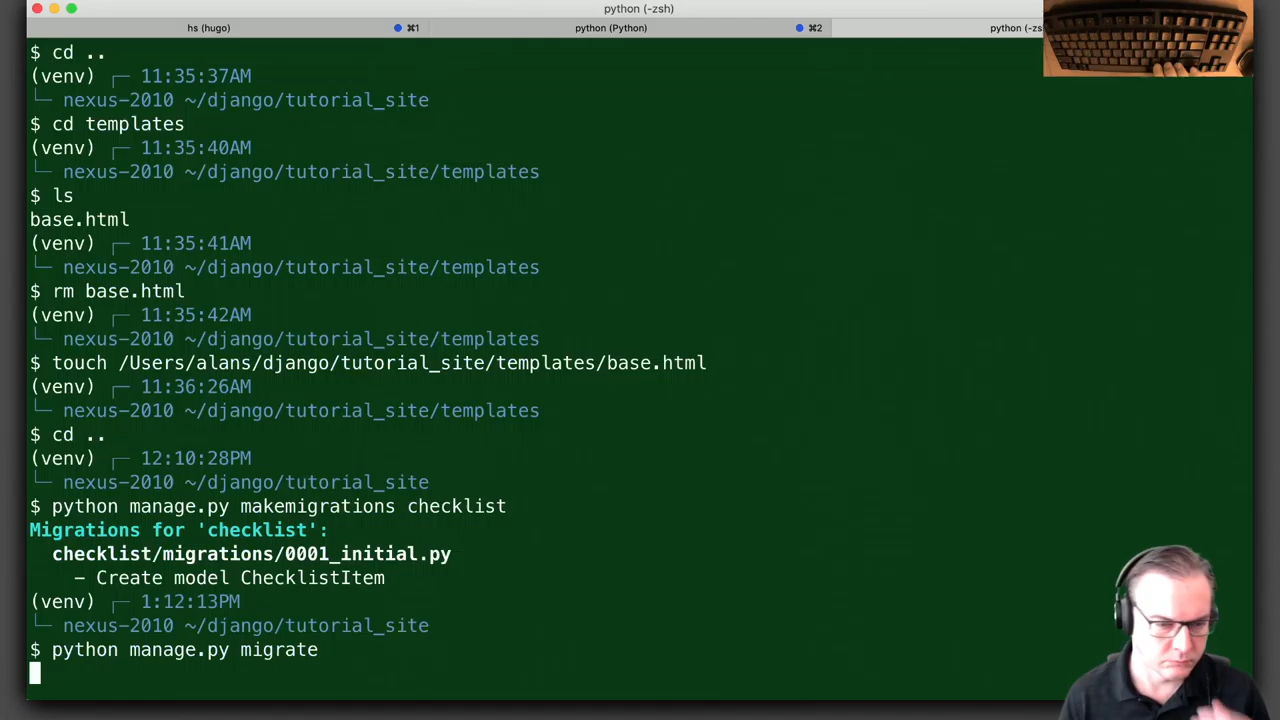 python (-zsh)
hs (hugo) ⌘1 python (Python) ⌘2 python (-zs
$ cd ..
(venv) ┌─ 11:35:37AM
└─ nexus-2010 ~/django/tutorial_site
$ cd templates
(venv) ┌─ 11:35:40AM
└─ nexus-2010 ~/django/tutorial_site/templates
$ ls
base.html
(venv) ┌─ 11:35:41AM
└─ nexus-2010 ~/django/tutorial_site/templates
$ rm base.html
(venv) ┌─ 11:35:42AM
└─ nexus-2010 ~/django/tutorial_site/templates
$ touch /Users/alans/django/tutorial_site/templates/base.html
(venv) ┌─ 11:36:26AM
└─ nexus-2010 ~/django/tutorial_site/templates
$ cd ..
(venv) ┌─ 12:10:28PM
└─ nexus-2010 ~/django/tutorial_site
$ python manage.py makemigrations checklist
Migrations for 'checklist':
checklist/migrations/0001_initial.py
- Create model ChecklistItem
(venv) ┌─ 1:12:13PM
└─ nexus-2010 ~/django/tutorial_site
$ python manage.py migrate